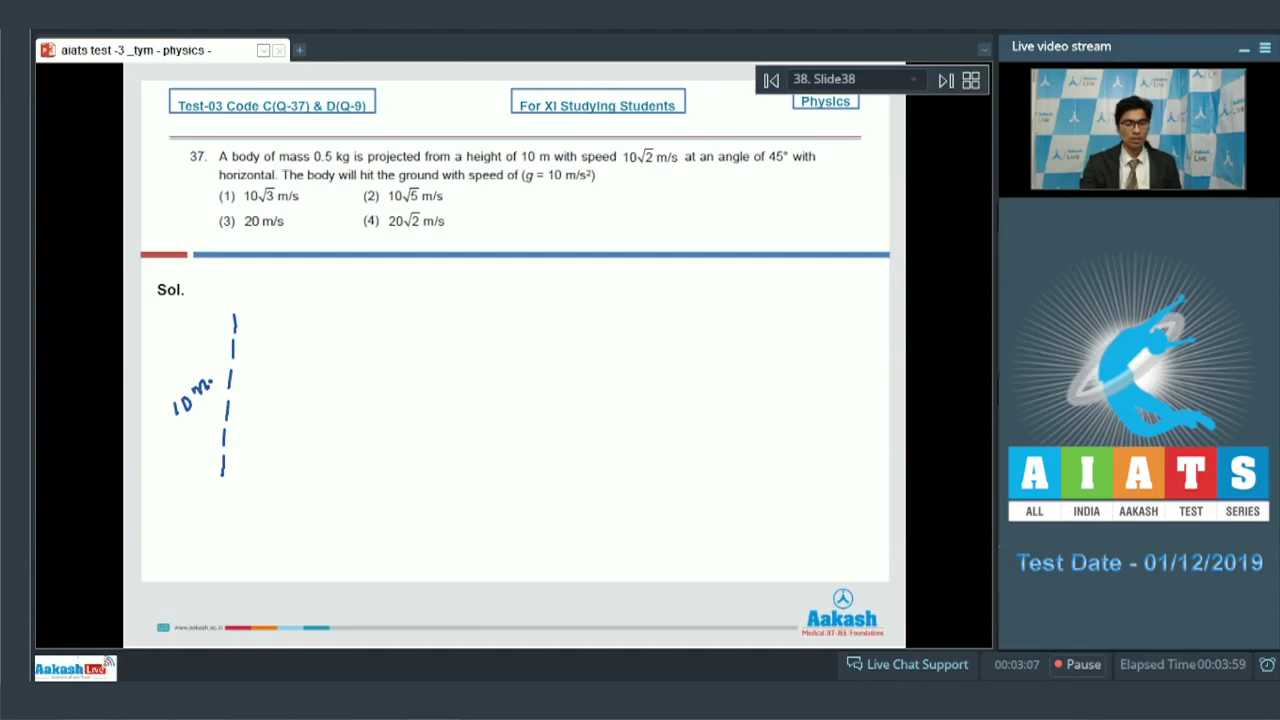 aiats test -3 _tym - physics -
Live video stream
38. Slide38
Test-03 Code C(Q-37) & D(Q-9)
For XI Studying Students
Physics
37. A body of mass 0.5 kg is projected from a height of 10 m with speed 10√2 m/s at an angle of 45° with
horizontal. The body will hit the ground with speed of (g = 10 m/s²)
(1) 10√3 m/s (2) 10√5 m/s
(3) 20 m/s (4) 20√2 m/s
Sol.
10 m.
A I A T S
ALL INDIA AAKASH TEST SERIES
Test Date - 01/12/2019
Aakash
Medical|IIT-JEE|Foundations
www.aakash.ac.in
Aakash Live
Live Chat Support
00:03:07
Pause
Elapsed Time 00:03:59